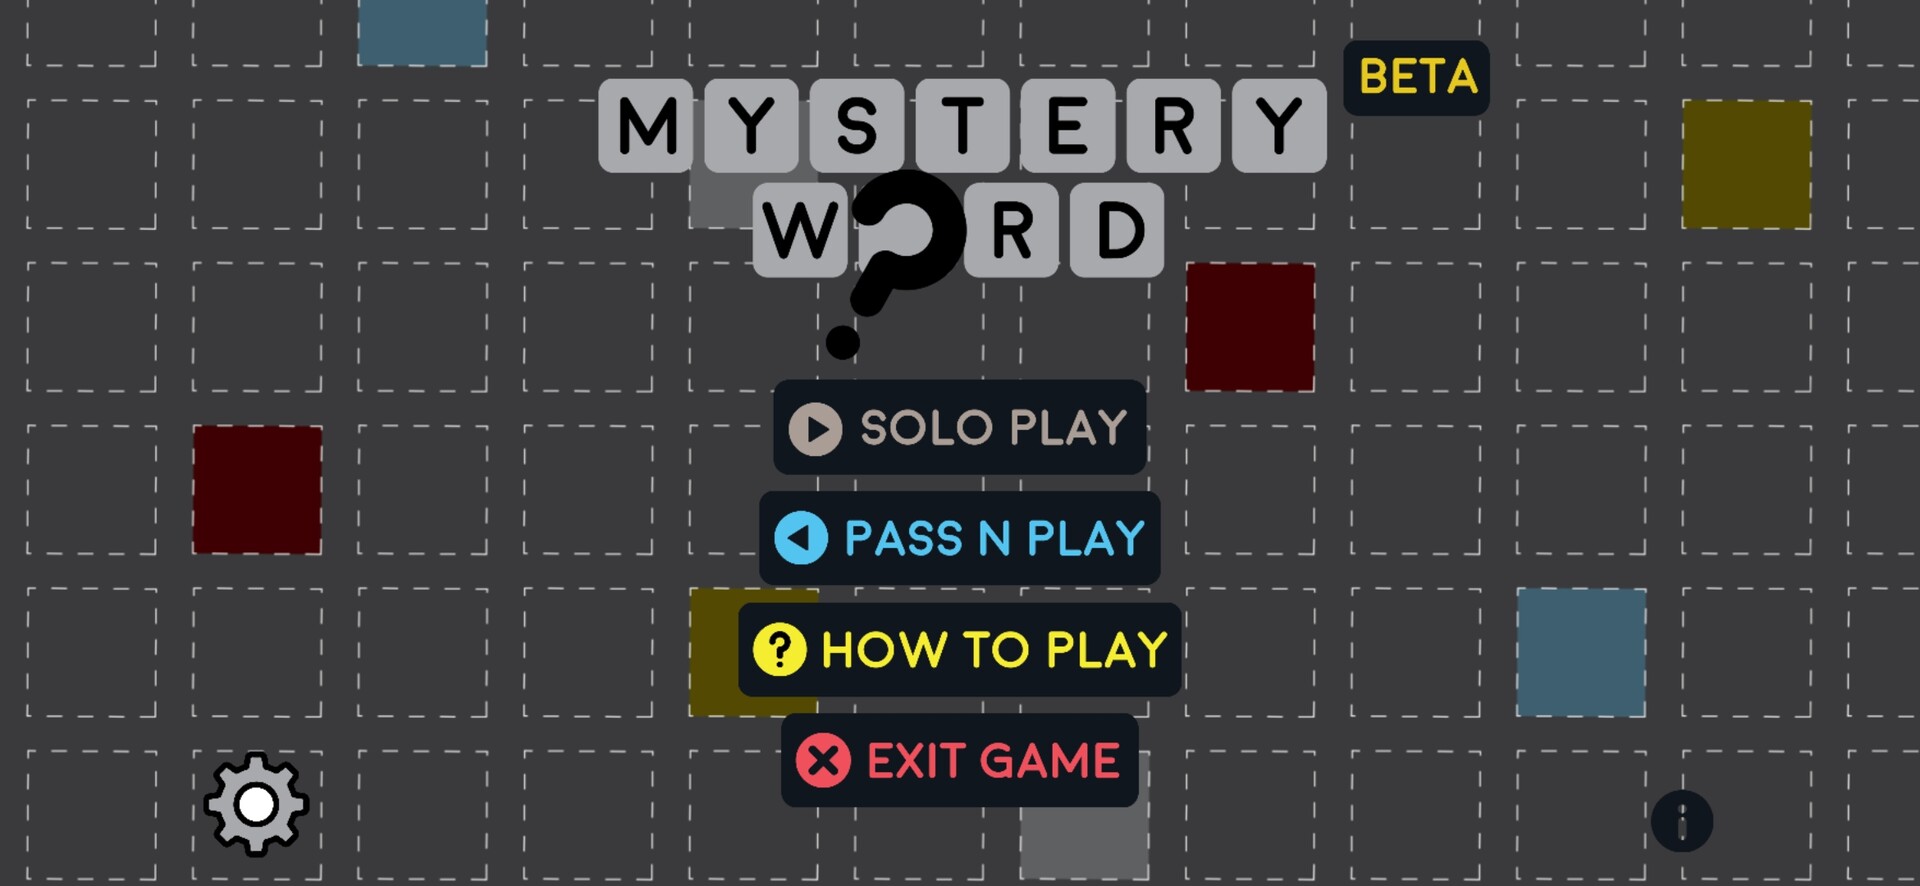 BETA
MYSTERY
W?RD
SOLO PLAY
PASS N PLAY
? HOW TO PLAY
EXIT GAME
i